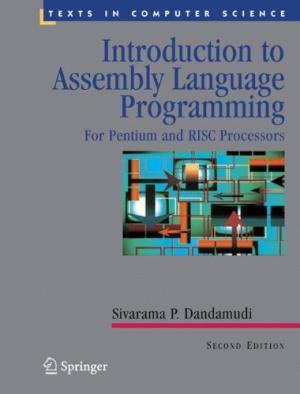 TEXTS IN COMPUTER SCIENCE
Introduction to
Assembly Language
Programming
For Pentium and RISC Processors
Sivarama P. Dandamudi
SECOND EDITION
Springer